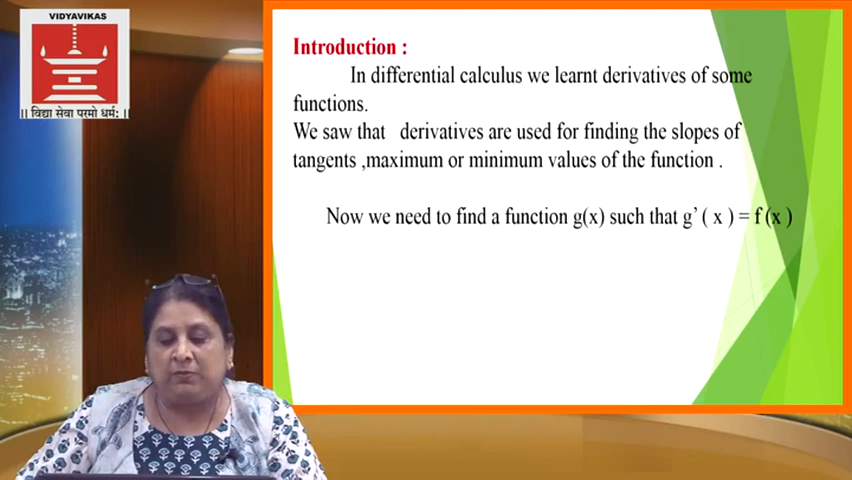 VIDYAVIKAS
|| विद्या सेवा परमो धर्मः ||
Introduction :
In differential calculus we learnt derivatives of some
functions.
We saw that derivatives are used for finding the slopes of
tangents ,maximum or minimum values of the function .
Now we need to find a function g(x) such that g’ ( x ) = f (x )